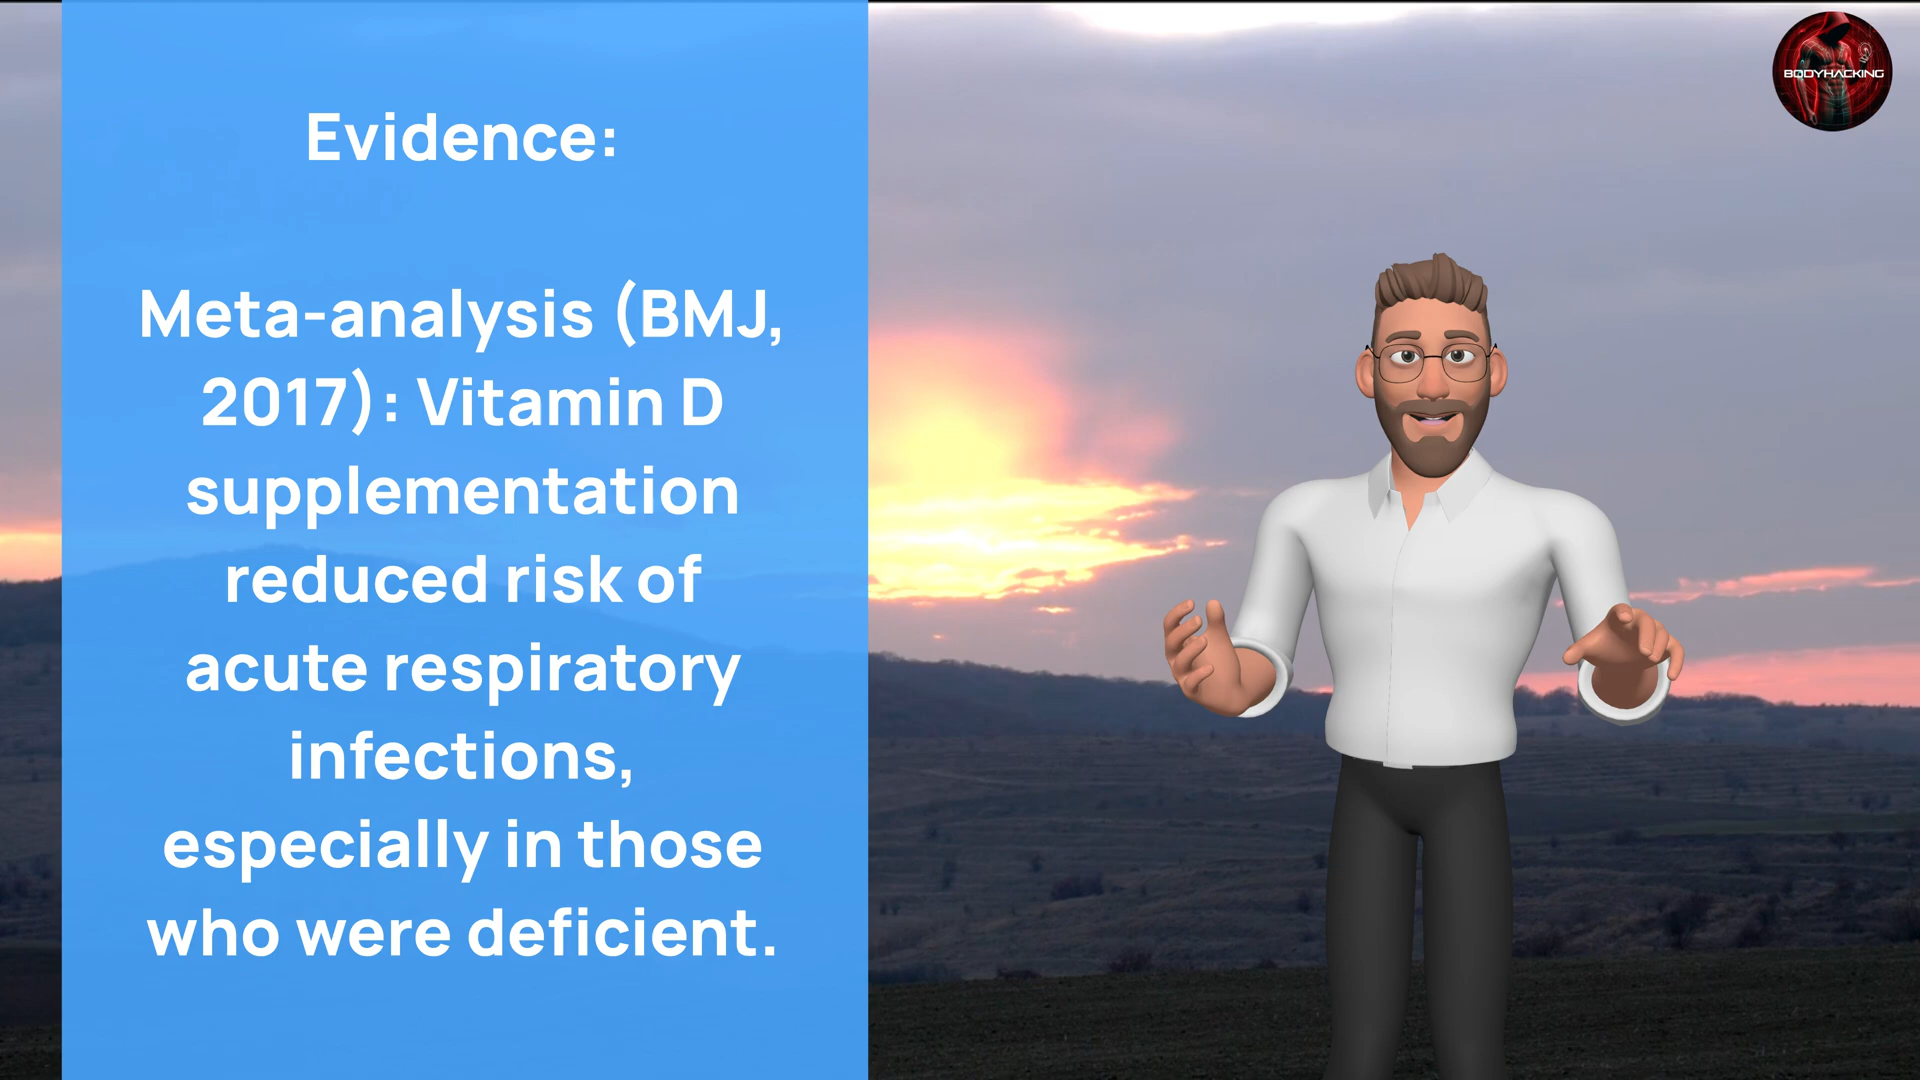 Evidence:
Meta-analysis (BMJ,
2017): Vitamin D
supplementation
reduced risk of
acute respiratory
infections,
especially in those
who were deficient.
BODYHACKING